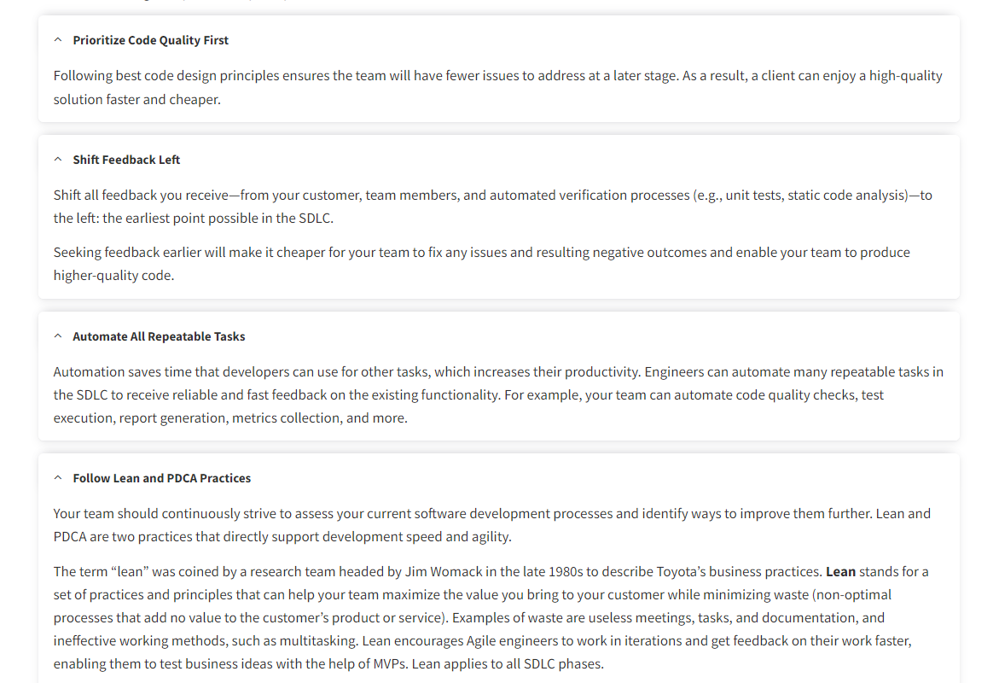 Prioritize Code Quality First
Following best code design principles ensures the team will have fewer issues to address at a later stage. As a result, a client can enjoy a high-quality
solution faster and cheaper.
Shift Feedback Left
Shift all feedback you receive—from your customer, team members, and automated verification processes (e.g., unit tests, static code analysis)—to
the left: the earliest point possible in the SDLC.
Seeking feedback earlier will make it cheaper for your team to fix any issues and resulting negative outcomes and enable your team to produce
higher-quality code.
Automate All Repeatable Tasks
Automation saves time that developers can use for other tasks, which increases their productivity. Engineers can automate many repeatable tasks in
the SDLC to receive reliable and fast feedback on the existing functionality. For example, your team can automate code quality checks, test
execution, report generation, metrics collection, and more.
Follow Lean and PDCA Practices
Your team should continuously strive to assess your current software development processes and identify ways to improve them further. Lean and
PDCA are two practices that directly support development speed and agility.
The term “lean” was coined by a research team headed by Jim Womack in the late 1980s to describe Toyota’s business practices. Lean stands for a
set of practices and principles that can help your team maximize the value you bring to your customer while minimizing waste (non-optimal
processes that add no value to the customer’s product or service). Examples of waste are useless meetings, tasks, and documentation, and
ineffective working methods, such as multitasking. Lean encourages Agile engineers to work in iterations and get feedback on their work faster,
enabling them to test business ideas with the help of MVPs. Lean applies to all SDLC phases.